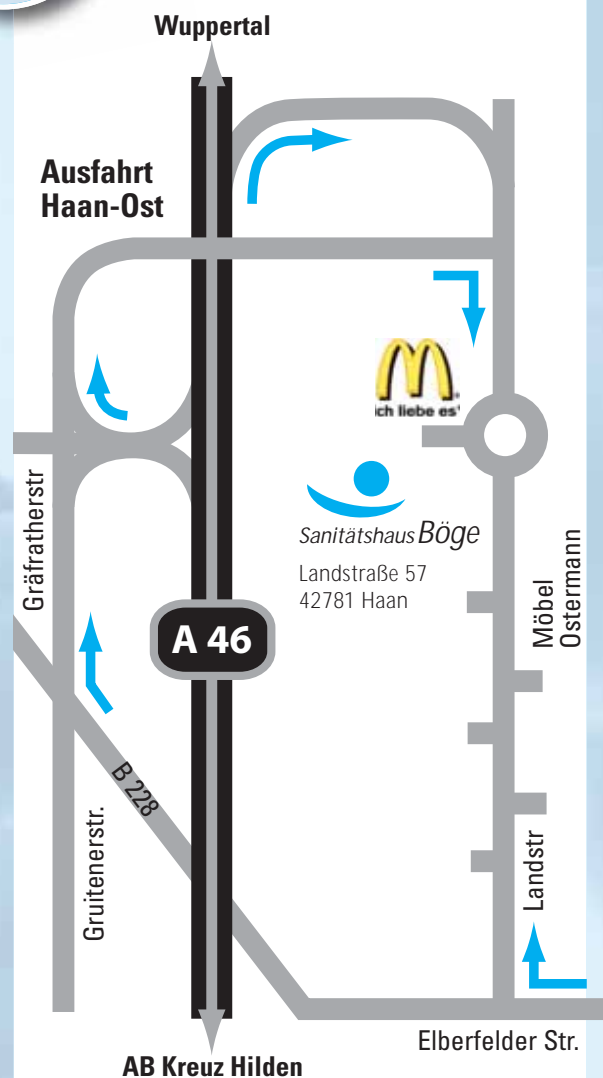 Wuppertal
Ausfahrt
Haan-Ost
ich liebe es'
Sanitätshaus Böge
Landstraße 57
42781 Haan
Gräfratherstr
A 46
Möbel
Ostermann
B 228
Gruitenerstr.
Landstr
Elberfelder Str.
AB Kreuz Hilden